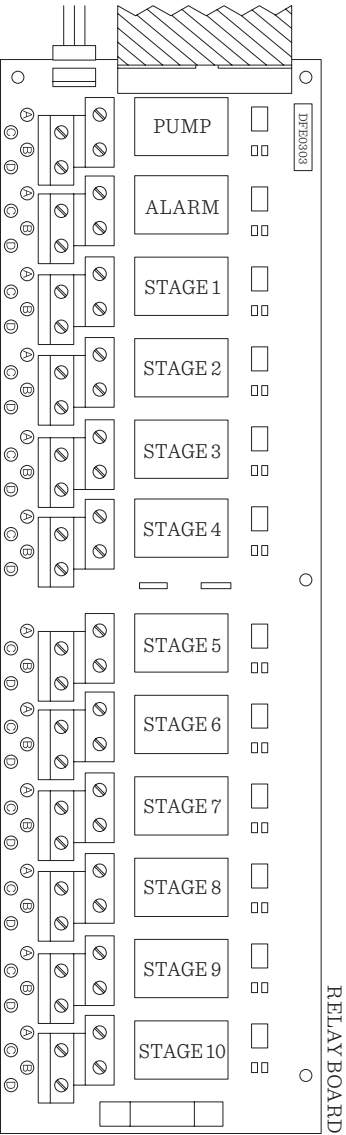 PUMP
DFE0303
A
C
B
D
ALARM
A
C
B
D
STAGE 1
A
C
B
D
STAGE 2
A
C
B
D
STAGE 3
A
C
B
D
STAGE 4
A
C
B
D
STAGE 5
A
C
B
D
STAGE 6
A
C
B
D
STAGE 7
A
C
B
D
STAGE 8
A
C
B
D
STAGE 9
A
C
B
D
STAGE 10
A
C
B
D
RELAY BOARD